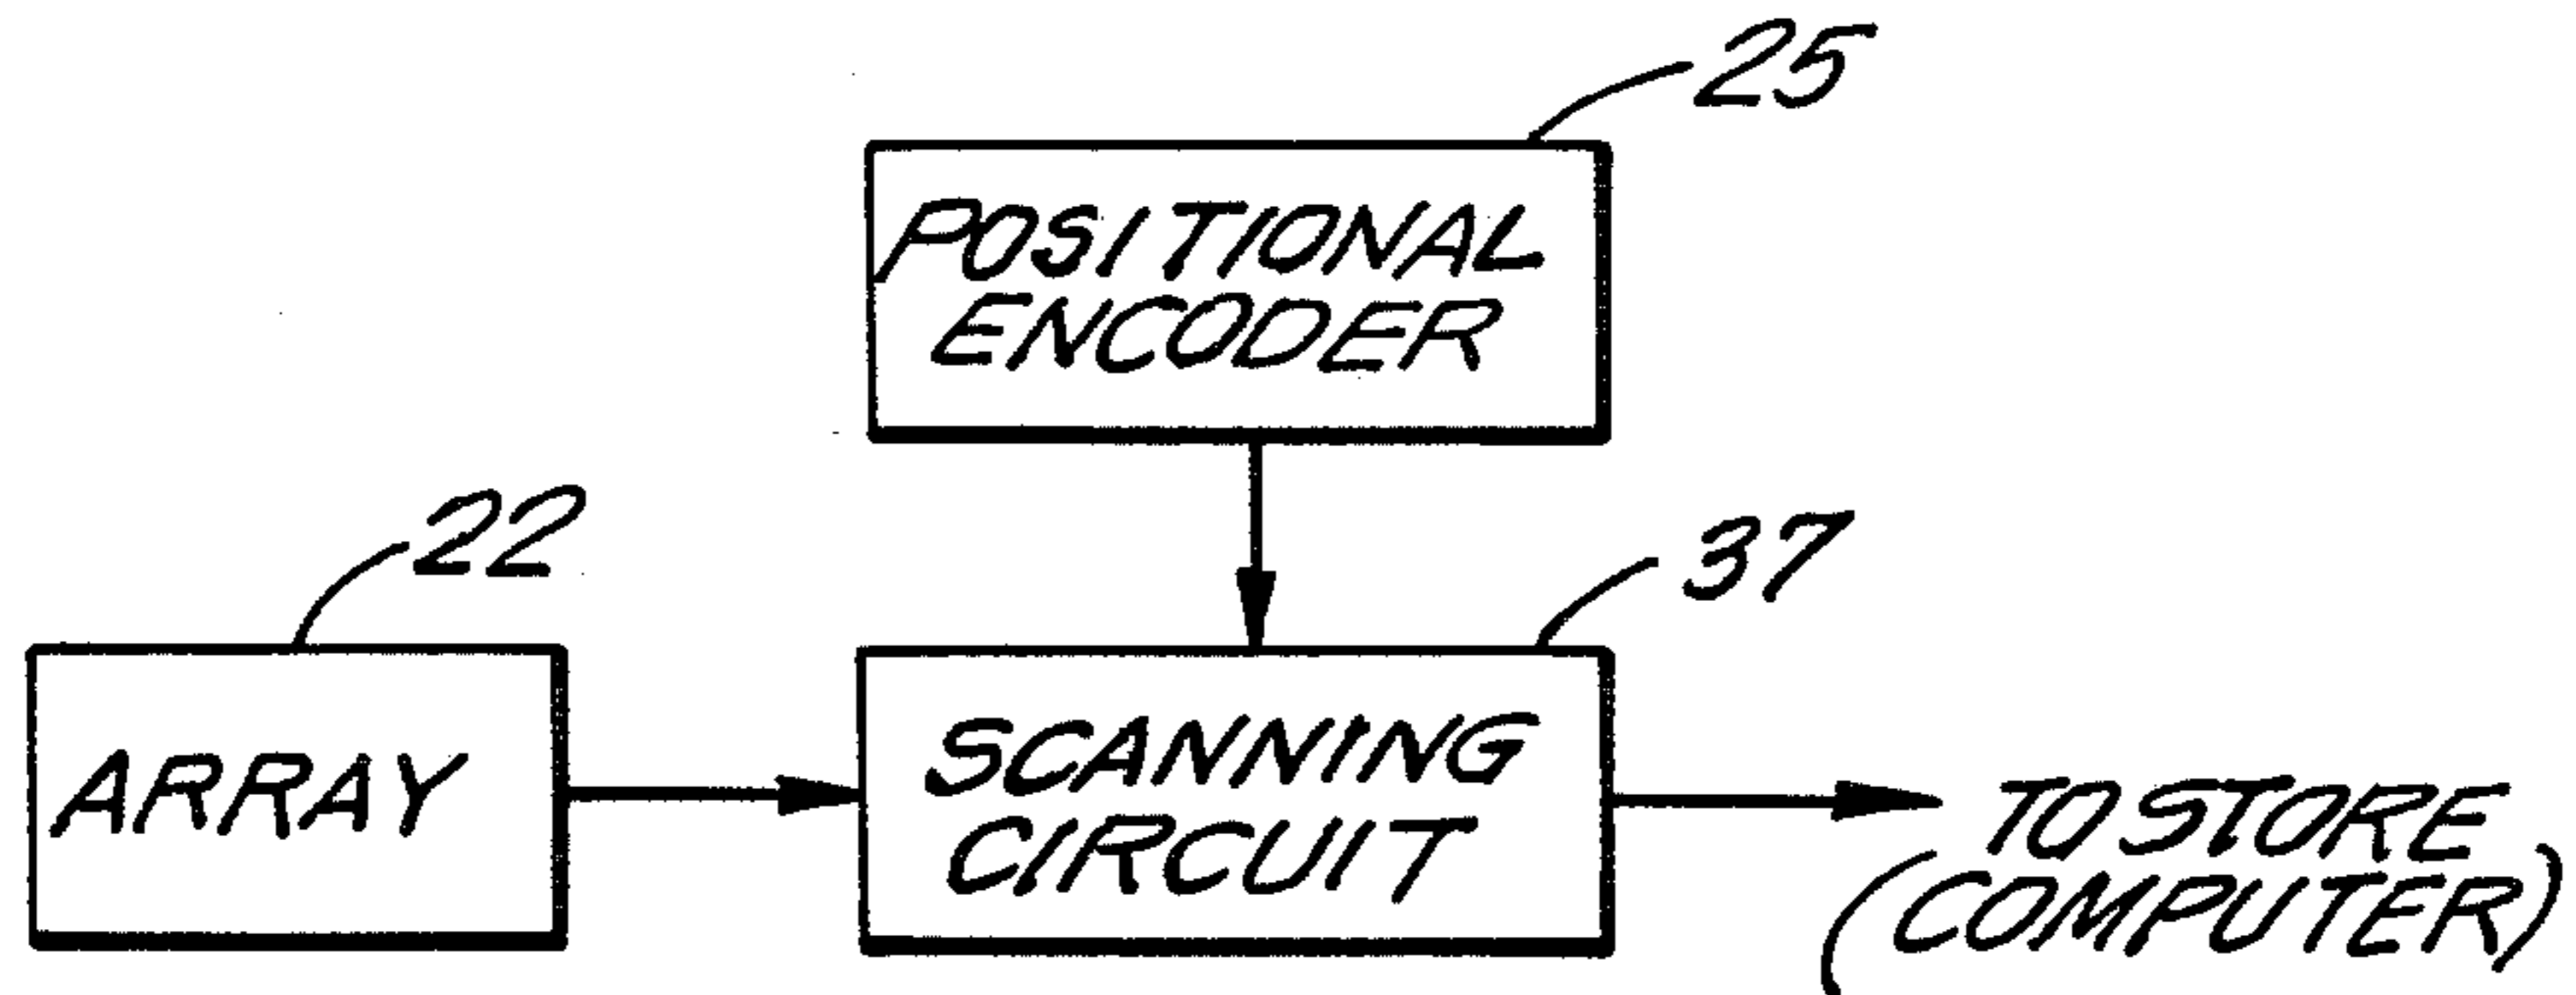 25
POSITIONAL
ENCODER
22
37
ARRAY
SCANNING
CIRCUIT
TO STORE
(COMPUTER)